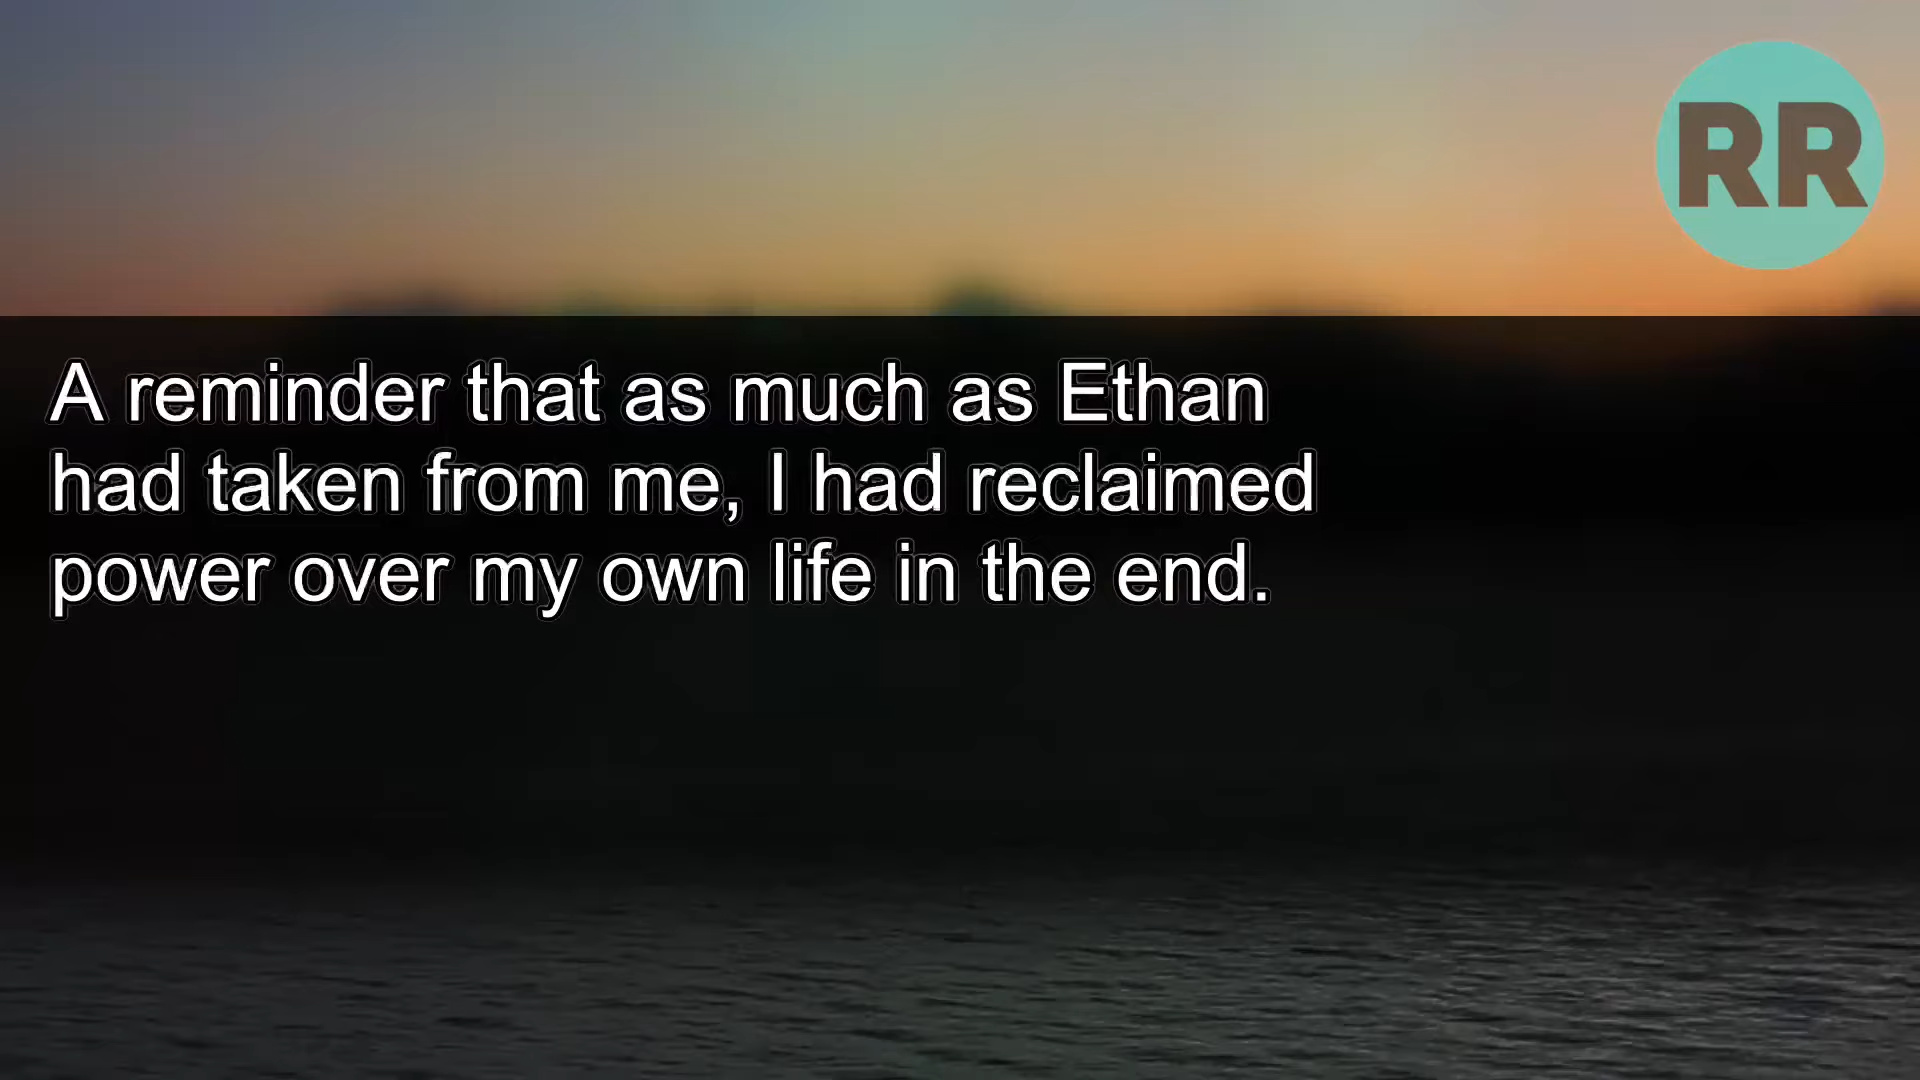 RR
A reminder that as much as Ethan
had taken from me, I had reclaimed
power over my own life in the end.